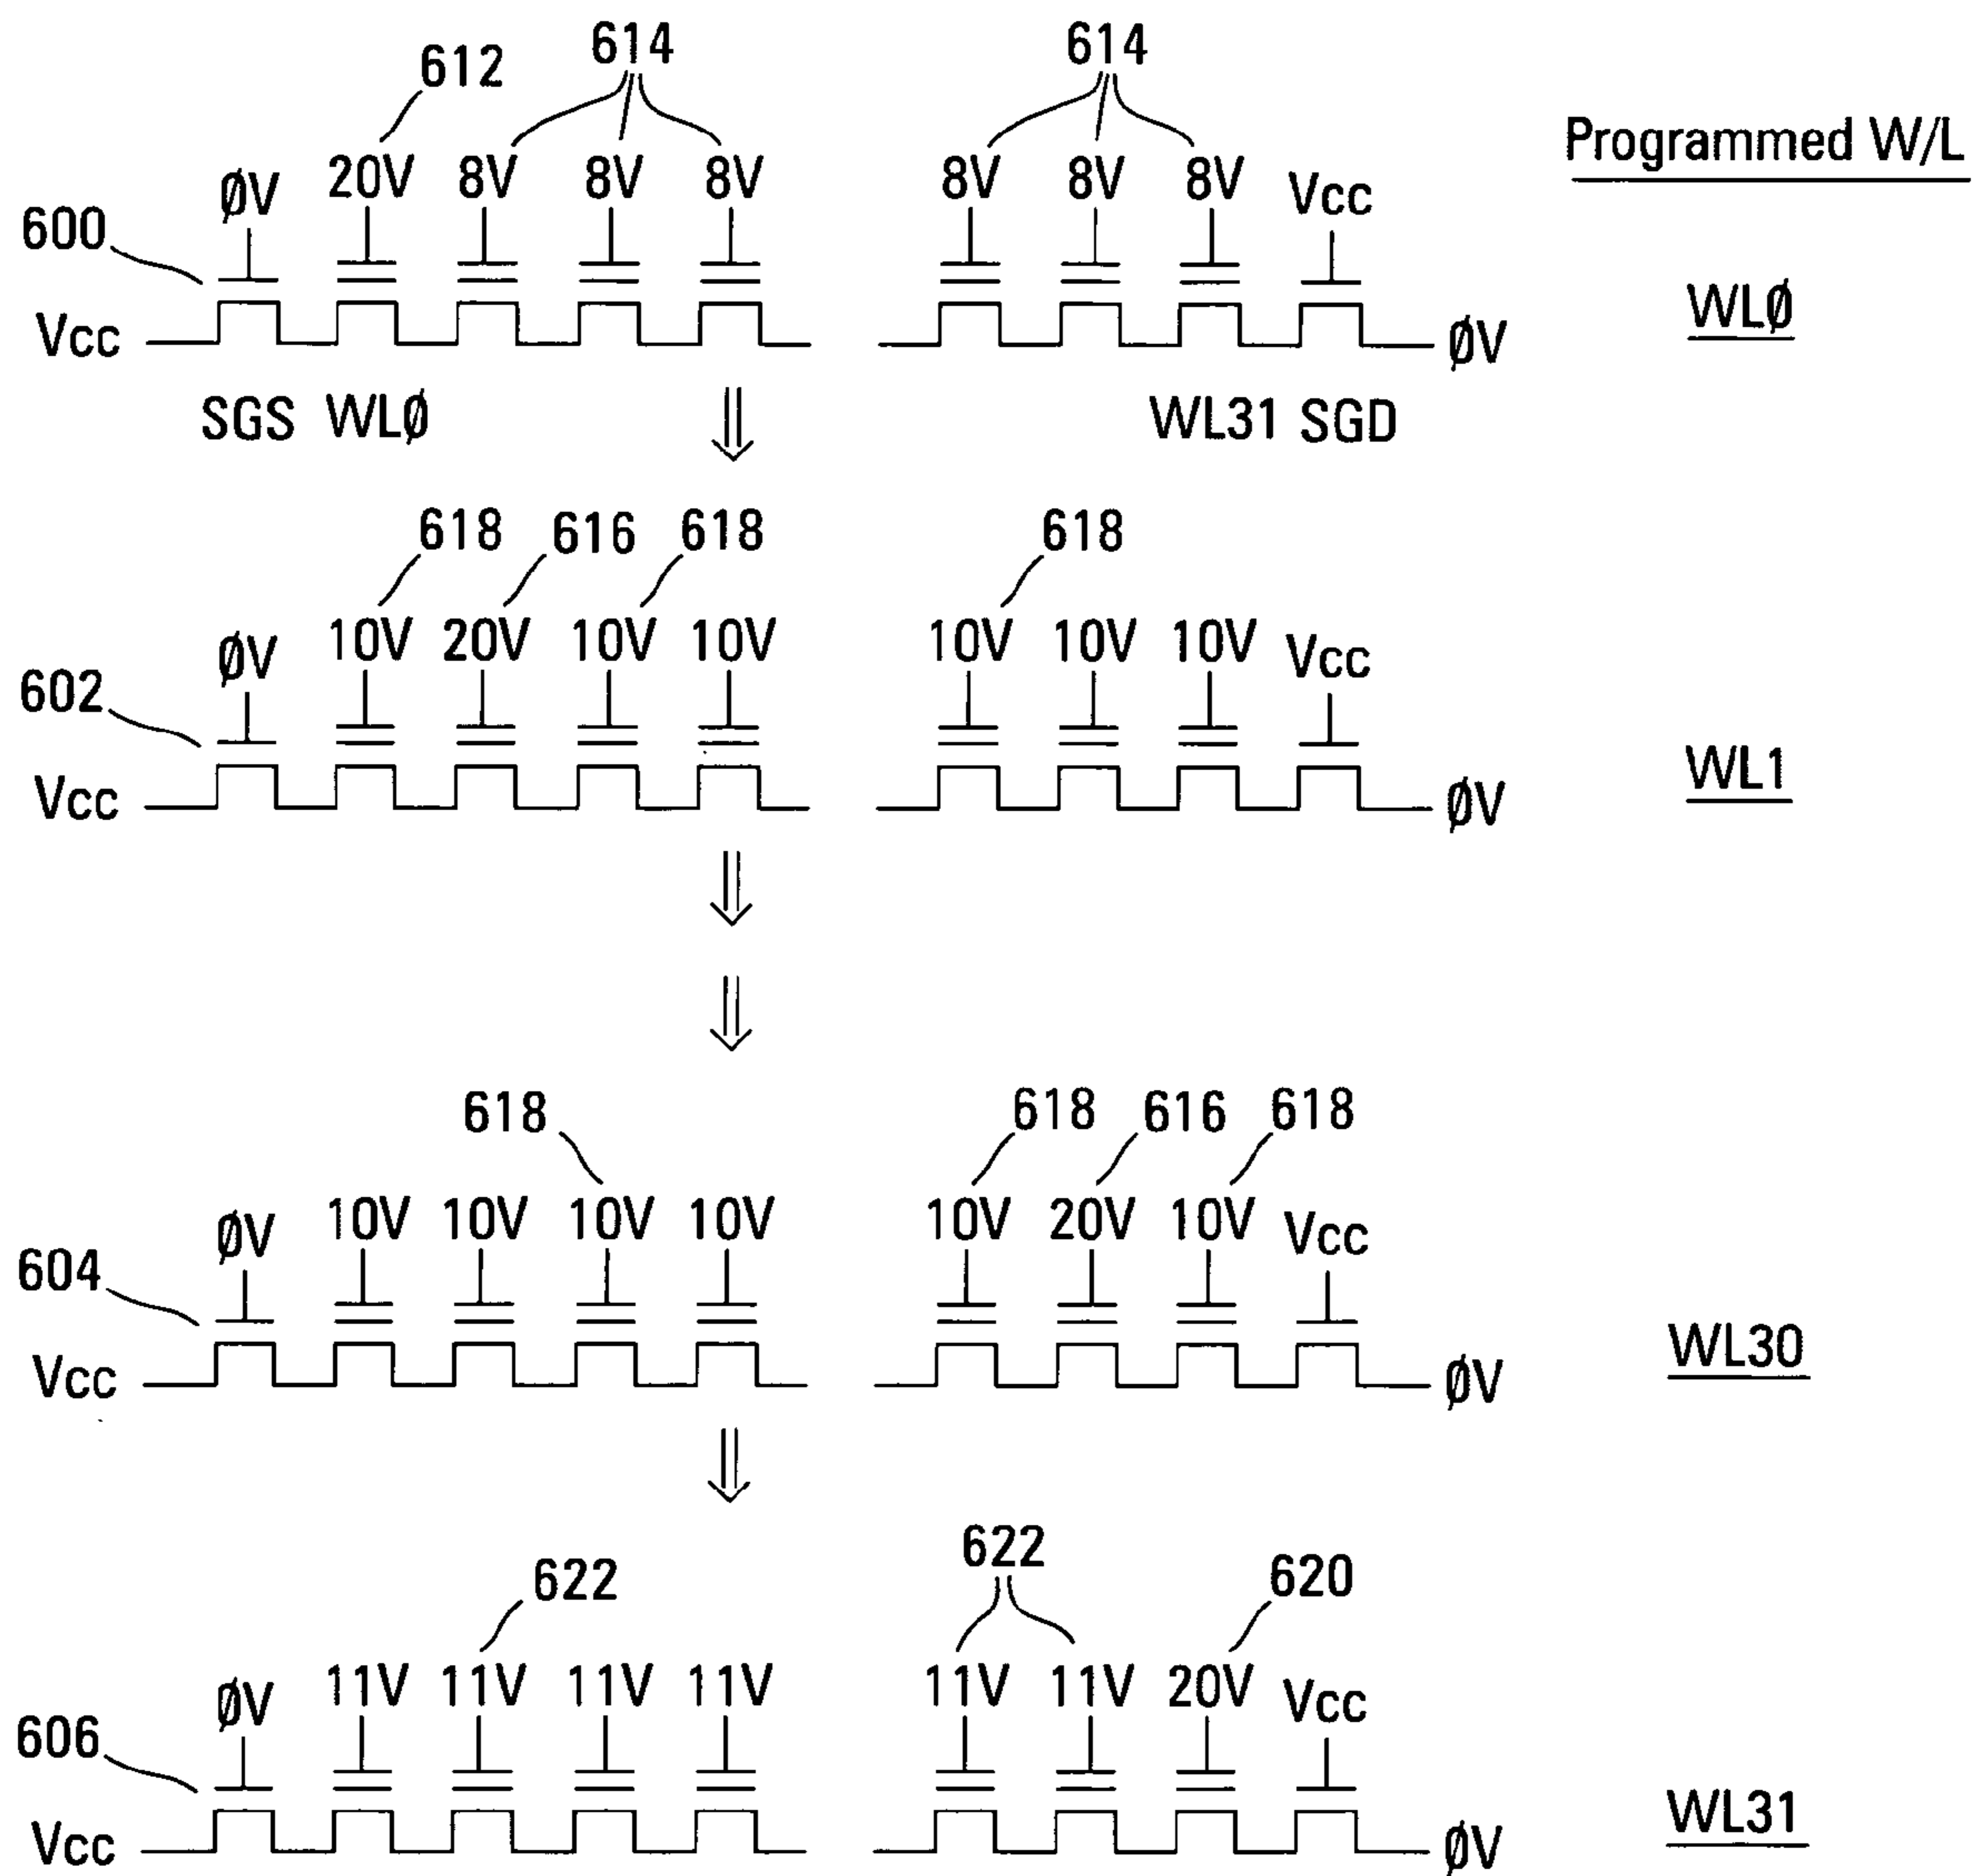 612 614 614
Programmed W/L
ØV 20V 8V 8V 8V 8V 8V 8V Vcc
600
Vcc ØV WLØ
SGS WLØ WL31 SGD
618 616 618 618
ØV 10V 20V 10V 10V 10V 10V 10V Vcc
602
Vcc ØV WL1
618 618 616 618
ØV 10V 10V 10V 10V 10V 20V 10V Vcc
604
Vcc ØV WL30
622 622 620
ØV 11V 11V 11V 11V 11V 11V 20V Vcc
606
Vcc ØV WL31